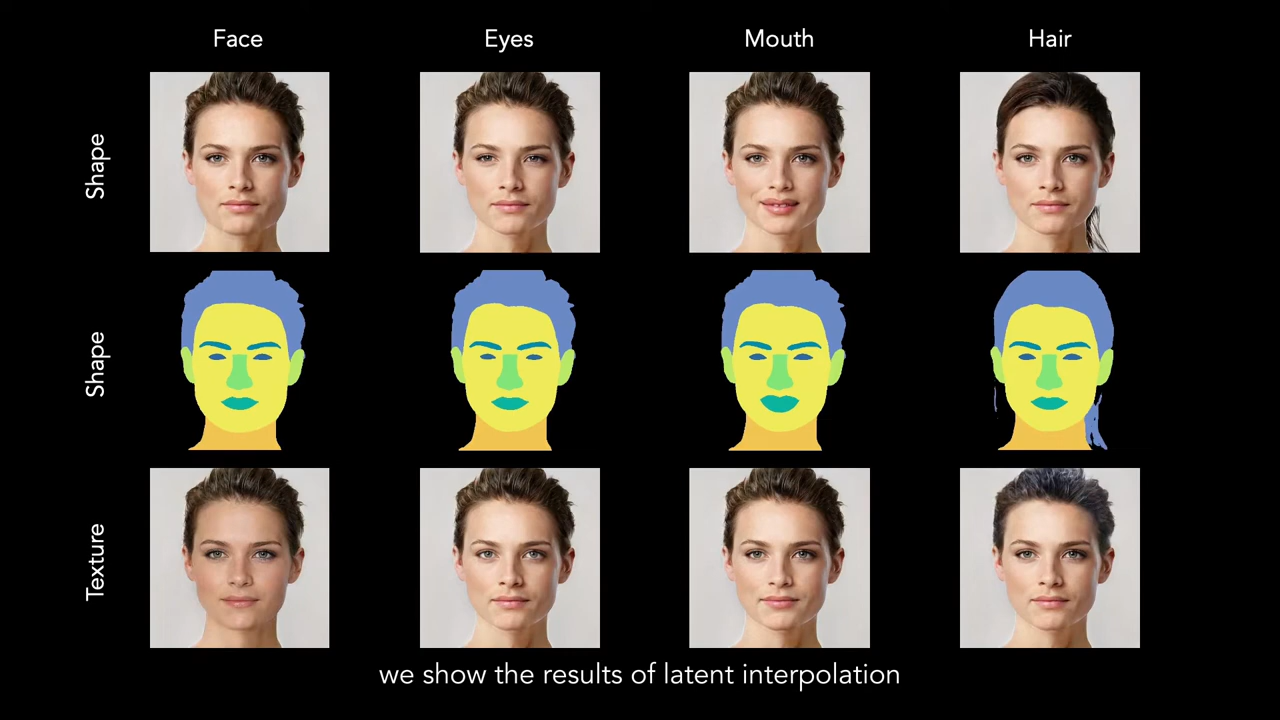 Face Eyes Mouth Hair
Shape
Shape
Texture
we show the results of latent interpolation